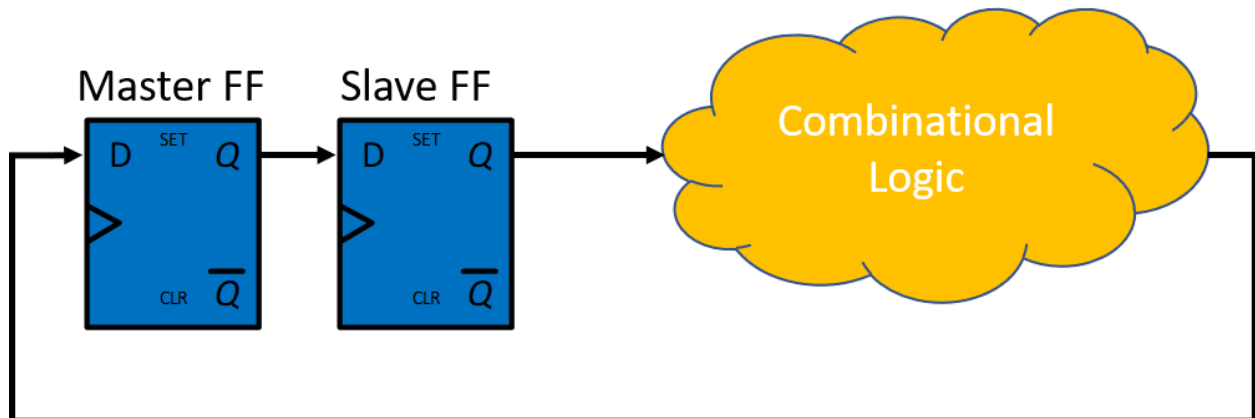 Master FF
Slave FF
D SET Q
CLR Q
D SET Q
CLR Q
Combinational
Logic